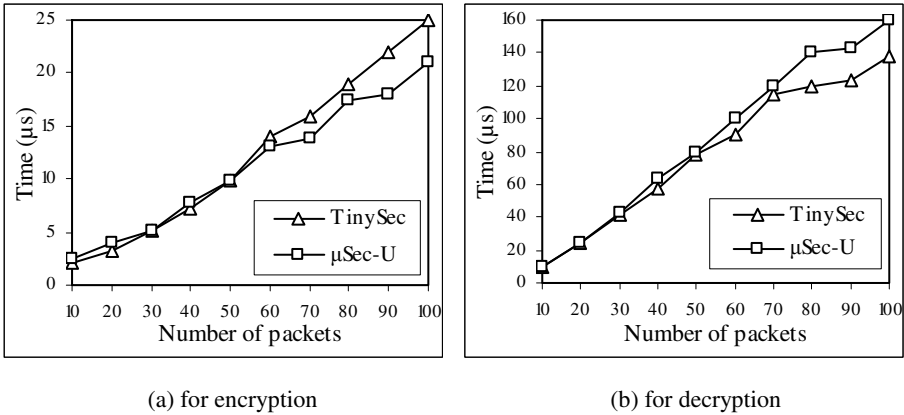 25
20
15
10
5
0
Time (μs)
TinySec
μSec-U
10 20 30 40 50 60 70 80 90 100
Number of packets
(a) for encryption
160
140
120
100
80
60
40
20
0
Time (μs)
TinySec
μSec-U
10 20 30 40 50 60 70 80 90 100
Number of packets
(b) for decryption